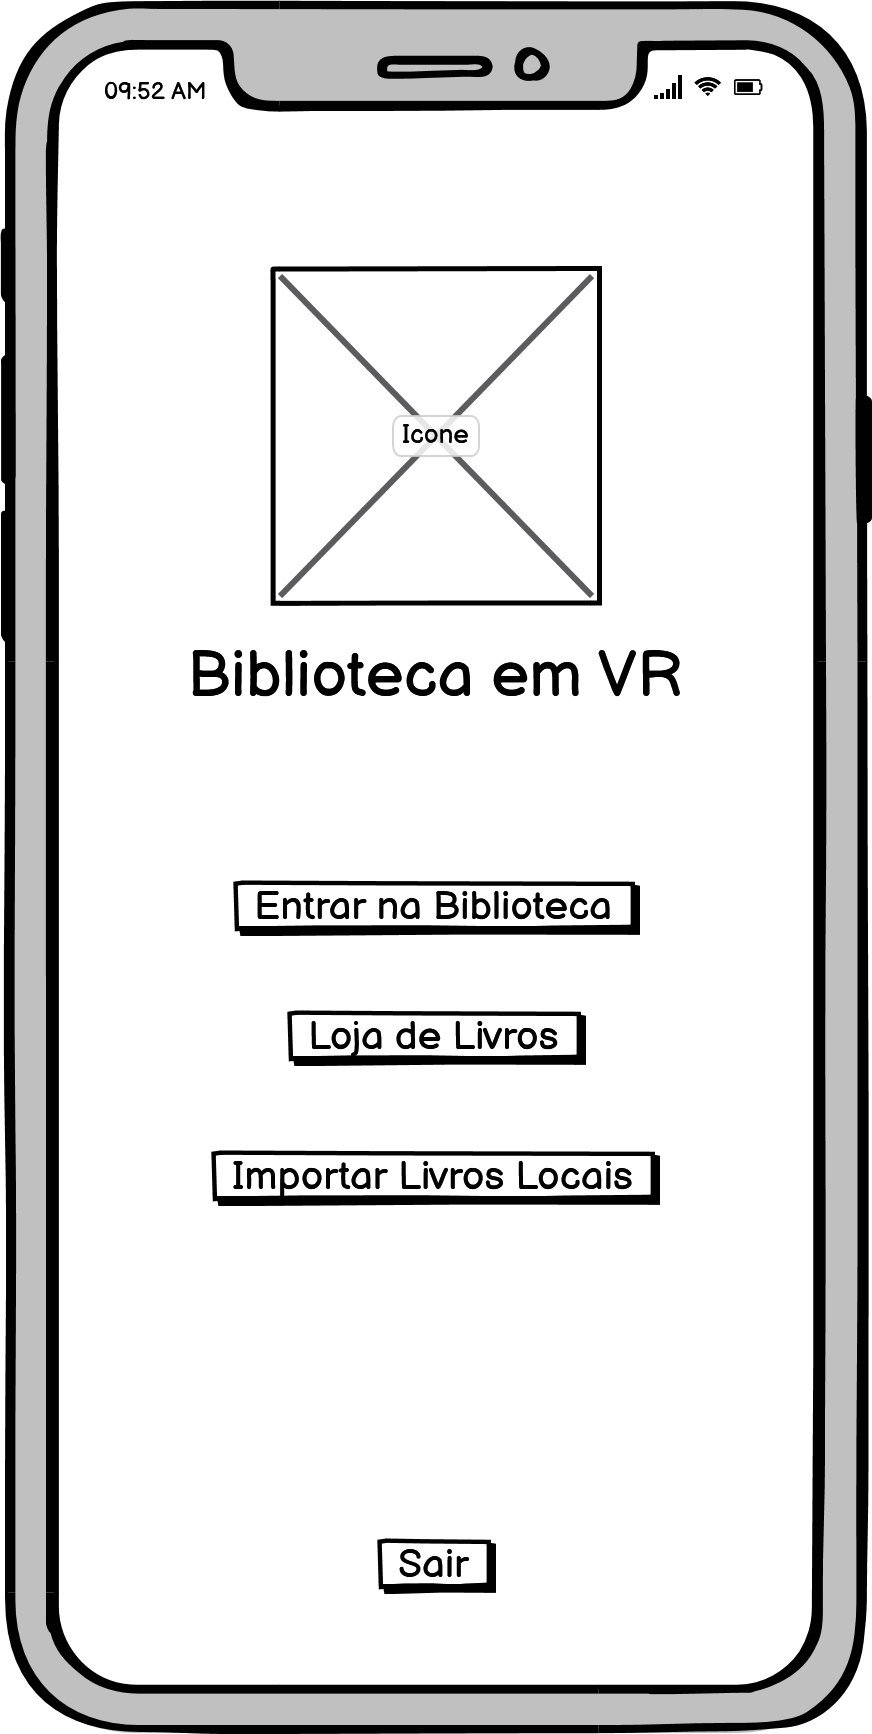 09:52 AM
Icone
Biblioteca em VR
Entrar na Biblioteca
Loja de Livros
Importar Livros Locais
Sair